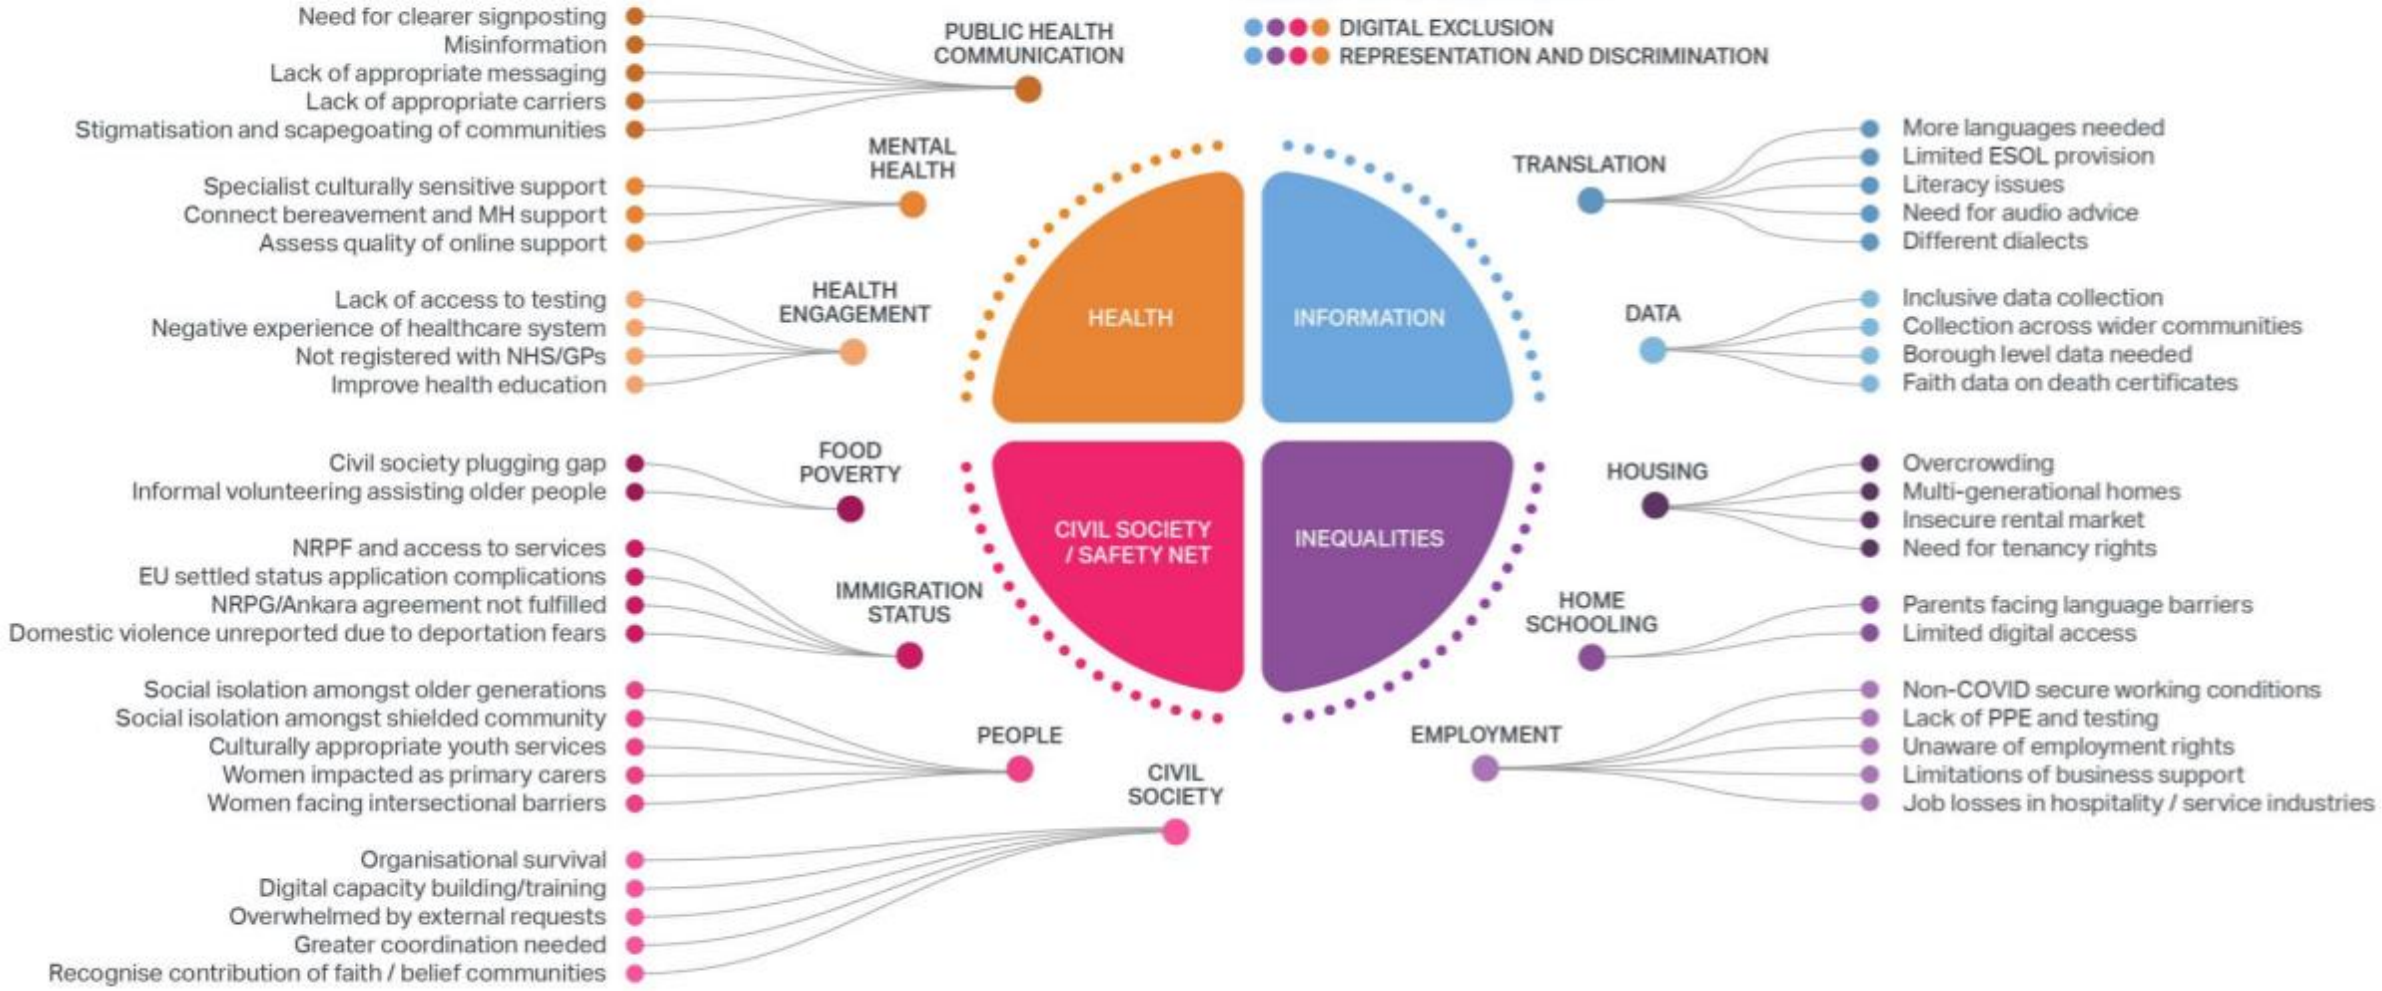 Need for clearer signposting
Misinformation
Lack of appropriate messaging
Lack of appropriate carriers
Stigmatisation and scapegoating of communities
PUBLIC HEALTH
COMMUNICATION
Specialist culturally sensitive support
Connect bereavement and MH support
Assess quality of online support
MENTAL
HEALTH
Lack of access to testing
Negative experience of healthcare system
Not registered with NHS/GPs
Improve health education
HEALTH
ENGAGEMENT
Civil society plugging gap
Informal volunteering assisting older people
FOOD
POVERTY
NRPF and access to services
EU settled status application complications
NRPG/Ankara agreement not fulfilled
Domestic violence unreported due to deportation fears
IMMIGRATION
STATUS
Social isolation amongst older generations
Social isolation amongst shielded community
Culturally appropriate youth services
Women impacted as primary carers
Women facing intersectional barriers
PEOPLE
Organisational survival
Digital capacity building/training
Overwhelmed by external requests
Greater coordination needed
Recognise contribution of faith / belief communities
CIVIL
SOCIETY
HEALTH
INFORMATION
CIVIL SOCIETY
/ SAFETY NET
INEQUALITIES
DIGITAL EXCLUSION
REPRESENTATION AND DISCRIMINATION
TRANSLATION
More languages needed
Limited ESOL provision
Literacy issues
Need for audio advice
Different dialects
DATA
Inclusive data collection
Collection across wider communities
Borough level data needed
Faith data on death certificates
HOUSING
Overcrowding
Multi-generational homes
Insecure rental market
Need for tenancy rights
HOME
SCHOOLING
Parents facing language barriers
Limited digital access
EMPLOYMENT
Non-COVID secure working conditions
Lack of PPE and testing
Unaware of employment rights
Limitations of business support
Job losses in hospitality / service industries